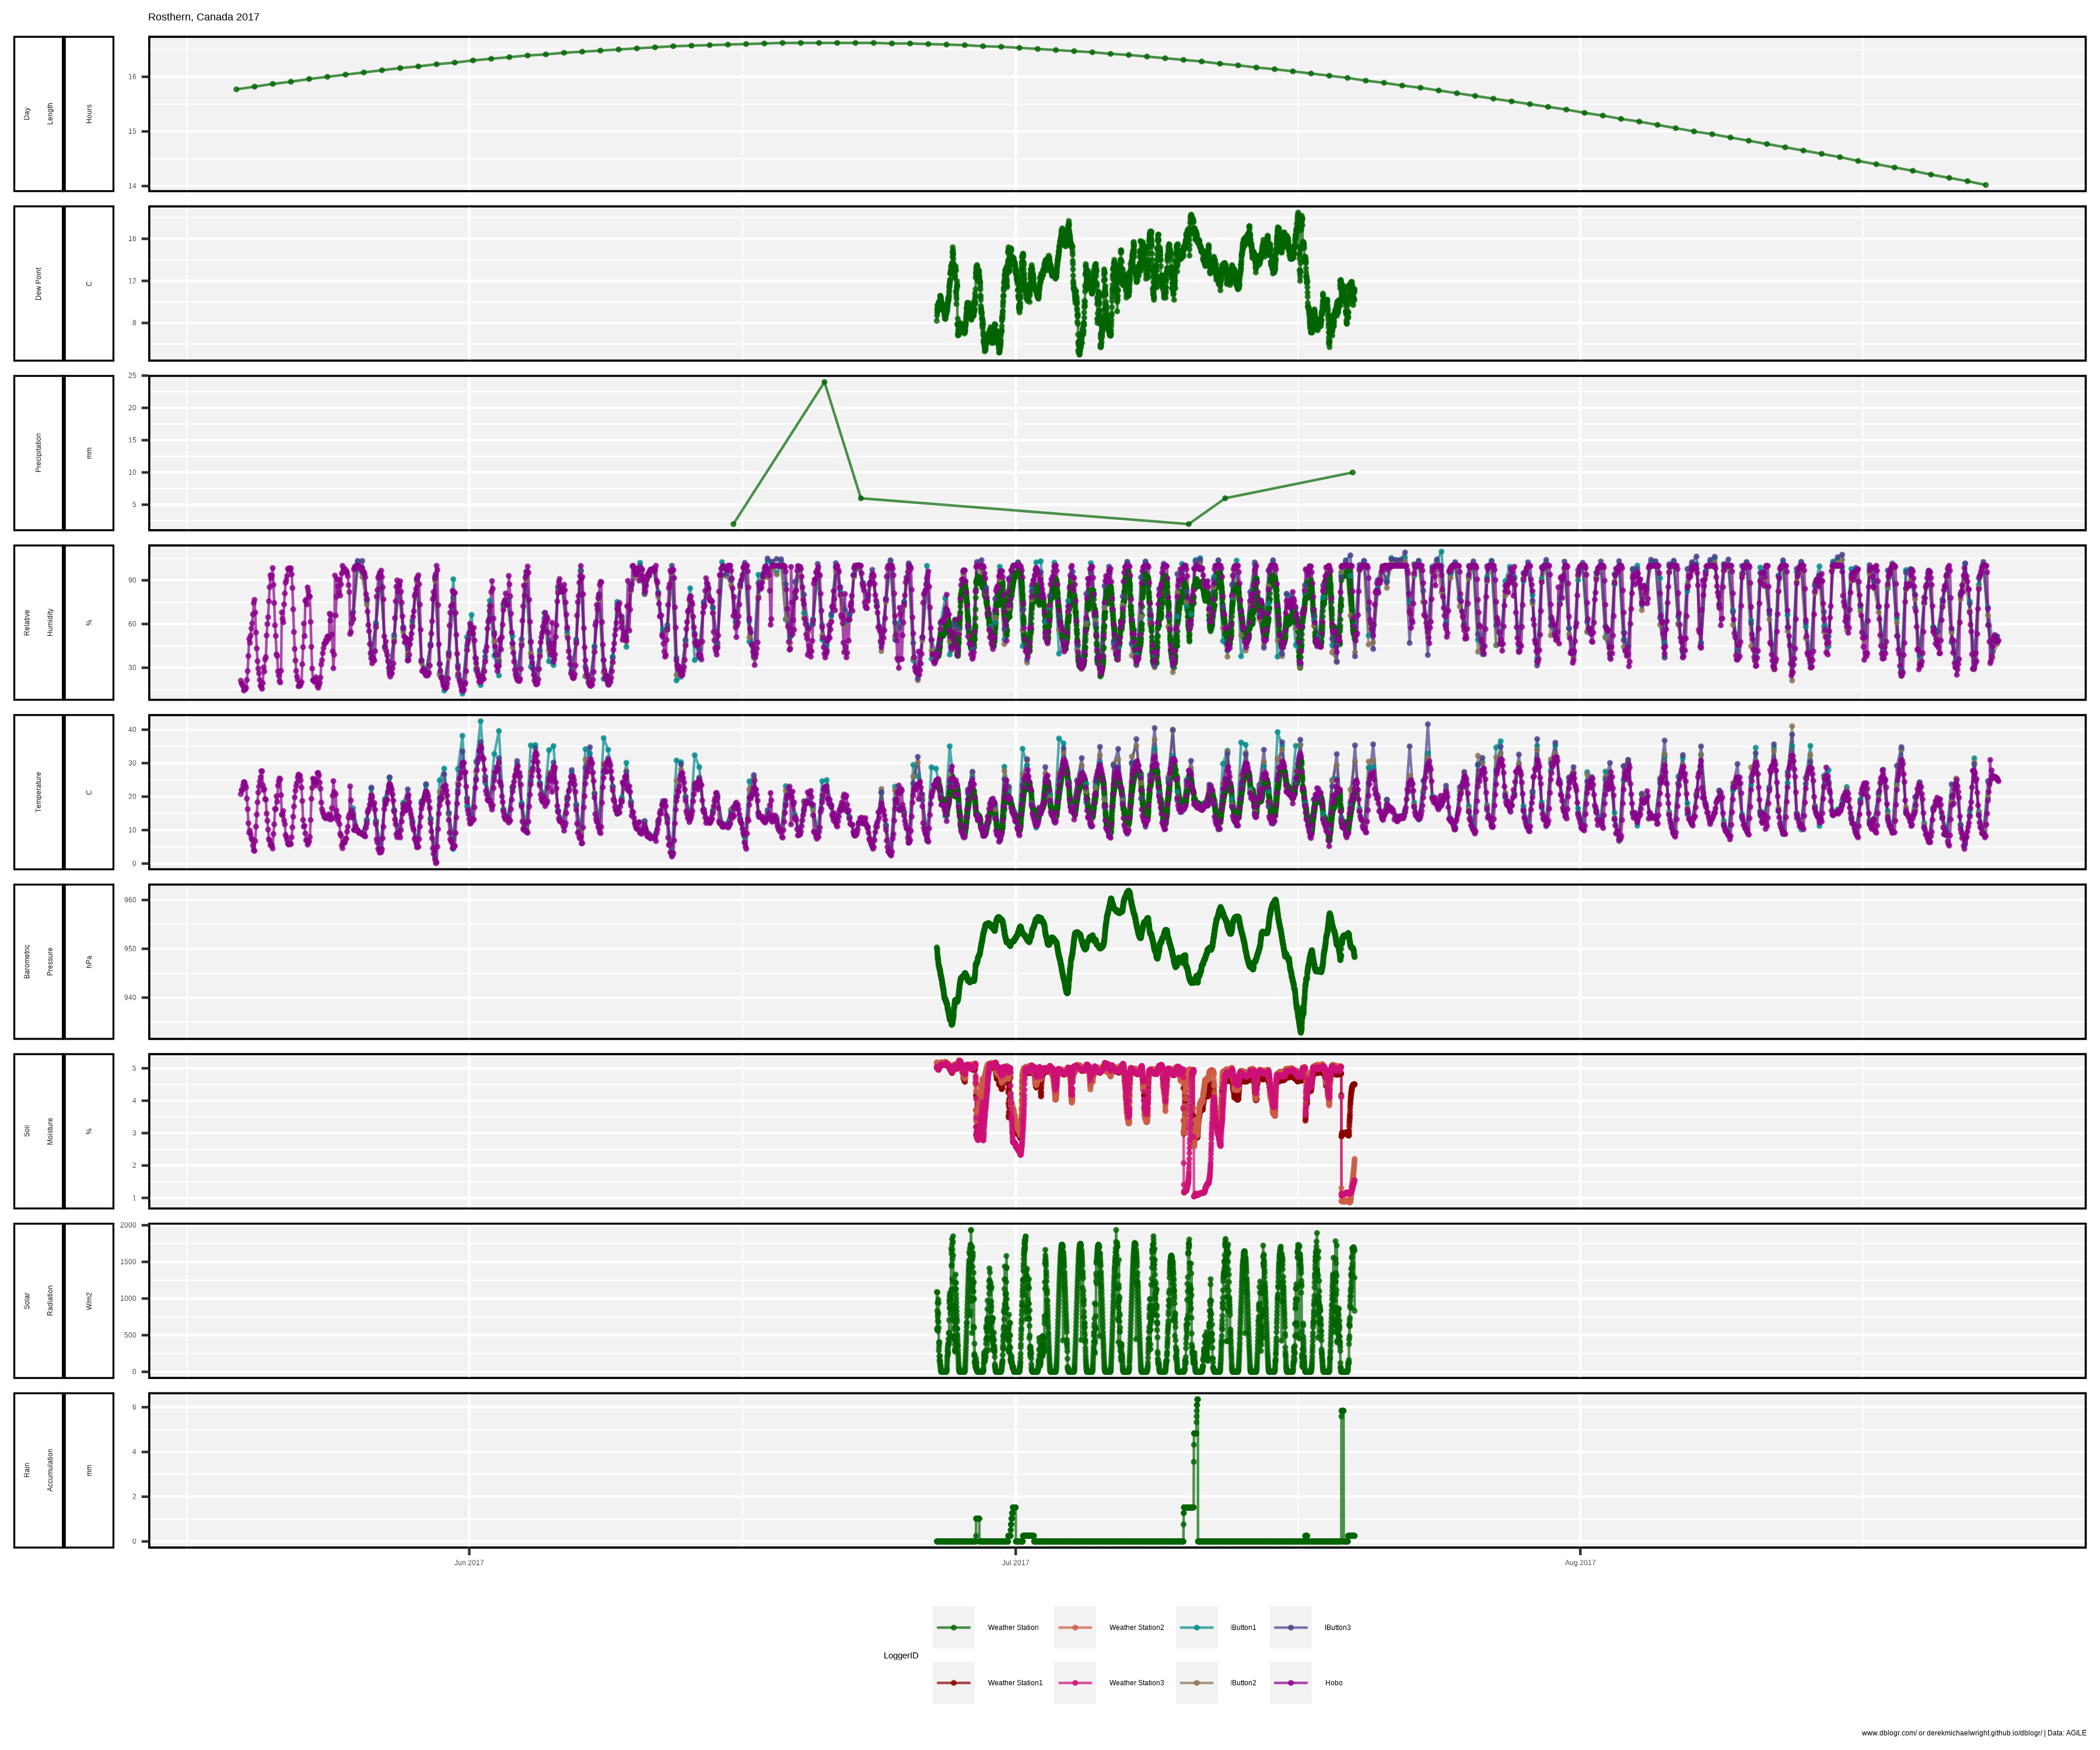 Rosthern, Canada 2017
Day
Length
Hours
16
15
14
Dew Point
C
16
12
8
Precipitation
mm
25
20
15
10
5
Relative
Humidity
%
90
60
30
Temperature
C
40
30
20
10
0
Barometric
Pressure
hPa
960
950
940
Soil
Moisture
%
5
4
3
2
1
Solar
Radiation
W/m2
2000
1500
1000
500
0
Rain
Accumulation
mm
6
4
2
0
Jun 2017 Jul 2017 Aug 2017
LoggerID
Weather Station Weather Station2 IButton1 IButton3
Weather Station1 Weather Station3 IButton2 Hobo
www.dblogr.com/ or derekmichaelwright.github.io/dblogr/ | Data: AGILE